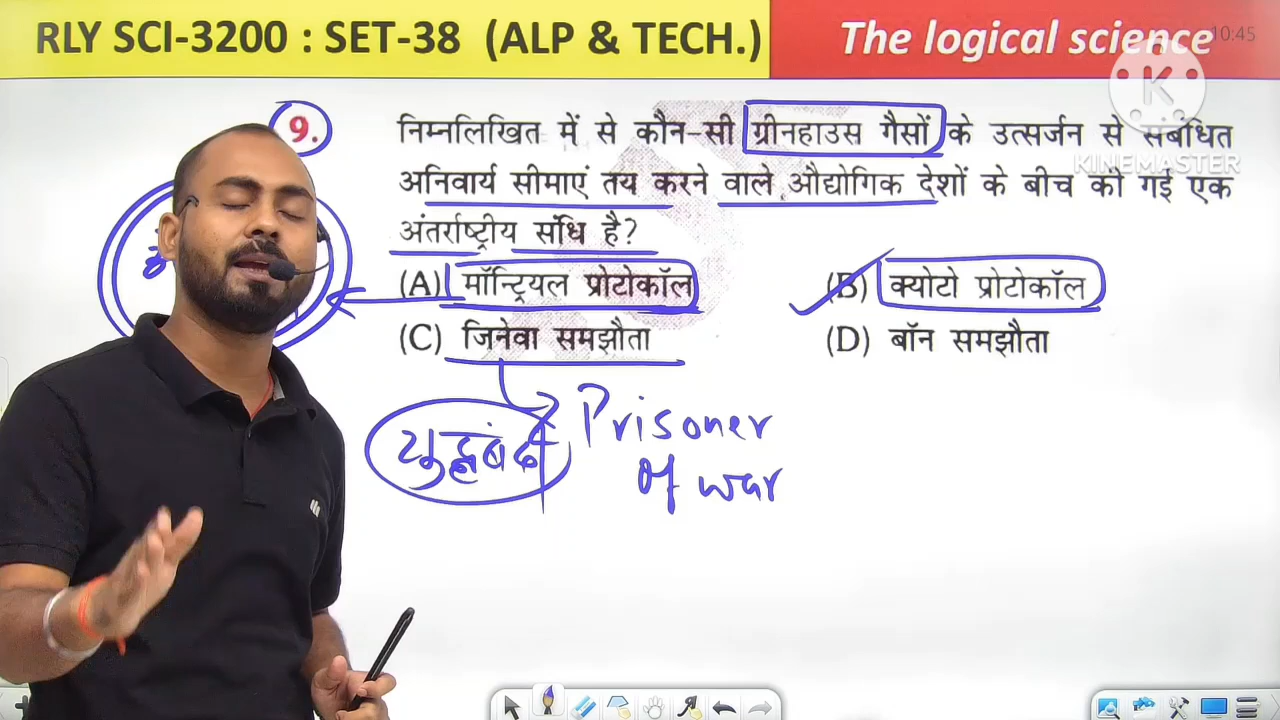 RLY SCI-3200 : SET-38 (ALP & TECH.)
The logical science
10:45
K
KINEMASTER
9. निम्नलिखित में से कौन-सी ग्रीनहाउस गैसों के उत्सर्जन से संबंधित
अनिवार्य सीमाएं तय करने वाले औद्योगिक देशों के बीच की गई एक
अंतर्राष्ट्रीय संधि है?
(A) मॉन्ट्रियल प्रोटोकॉल (B) क्योटो प्रोटोकॉल
(C) जिनेवा समझौता (D) बॉन समझौता
युद्धबंदी Prisoner
of war